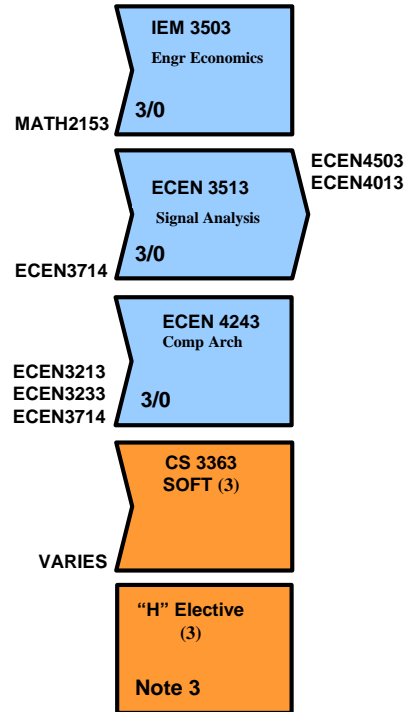 IEM 3503
Engr Economics
3/0
MATH2153
ECEN4503
ECEN4013
ECEN 3513
Signal Analysis
3/0
ECEN3714
ECEN 4243
Comp Arch
ECEN3213
ECEN3233
ECEN3714
3/0
CS 3363
SOFT (3)
VARIES
“H” Elective
(3)
Note 3